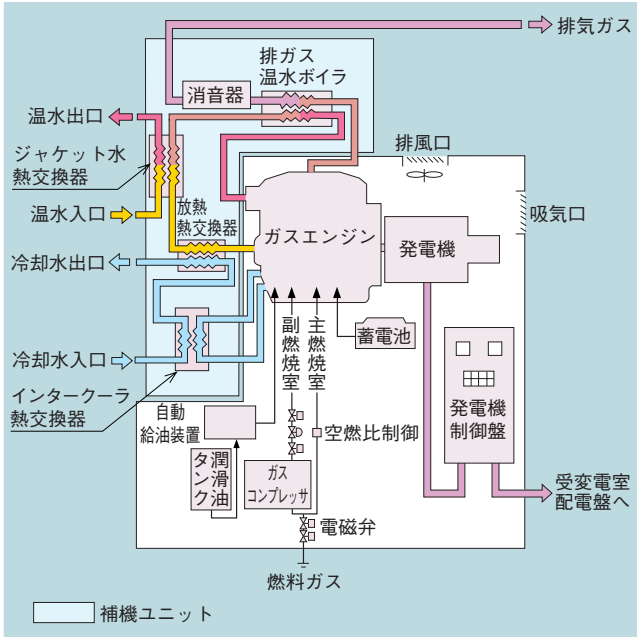 排気ガス
排ガス
温水ボイラ
消音器
温水出口
排風口
ジャケット水
熱交換器
吸気口
温水入口
放熱
熱交換器
ガスエンジン
発電機
冷却水出口
副燃焼室
主燃焼室
蓄電池
冷却水入口
インタークーラ
熱交換器
自動
給油装置
空燃比制御
発電機
制御盤
潤滑油
タンク
ガス
コンプレッサ
受変電室
配電盤へ
電磁弁
燃料ガス
補機ユニット